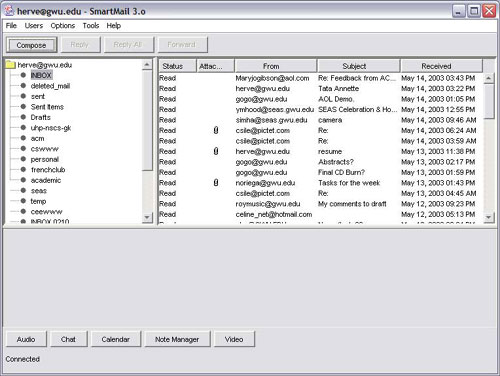 herve@gwu.edu - SmartMail 3.0
File Users Options Tools Help
Compose Reply Reply All Forward
herve@gwu.edu
INBOX
deleted_mail
sent
Sent Items
Drafts
uhp-nscs-gk
acm
cswww
personal
frenchclub
academic
seas
temp
ceewww
INBOX.0210
Status Attac... From Subject Received
Read Maryjogibson@aol.com Re: Feedback from AC... May 14, 2003 03:43 PM
Read herve@gwu.edu Tata Annette May 14, 2003 03:22 PM
Read gogo@gwu.edu AOL Demo. May 14, 2003 01:05 PM
Read ymhood@seas.gwu.edu SEAS Celebration & Ho... May 14, 2003 12:55 PM
Read simha@seas.gwu.edu camera May 14, 2003 09:46 AM
Read csile@pictet.com Re: May 14, 2003 06:24 AM
Read csile@pictet.com Re: May 14, 2003 03:59 AM
Read herve@gwu.edu resume May 13, 2003 11:38 PM
Read gogo@gwu.edu Abstracts? May 13, 2003 02:17 PM
Read gogo@gwu.edu Final CD Burn? May 13, 2003 01:59 PM
Read noriega@gwu.edu Tasks for the week May 13, 2003 01:43 PM
Read csile@pictet.com Re: May 13, 2003 04:45 AM
Read roymusic@gwu.edu My comments to draft May 12, 2003 09:23 PM
Read celine_net@hotmail.com May 12, 2003 05:13 PM
Audio Chat Calendar Note Manager Video
Connected